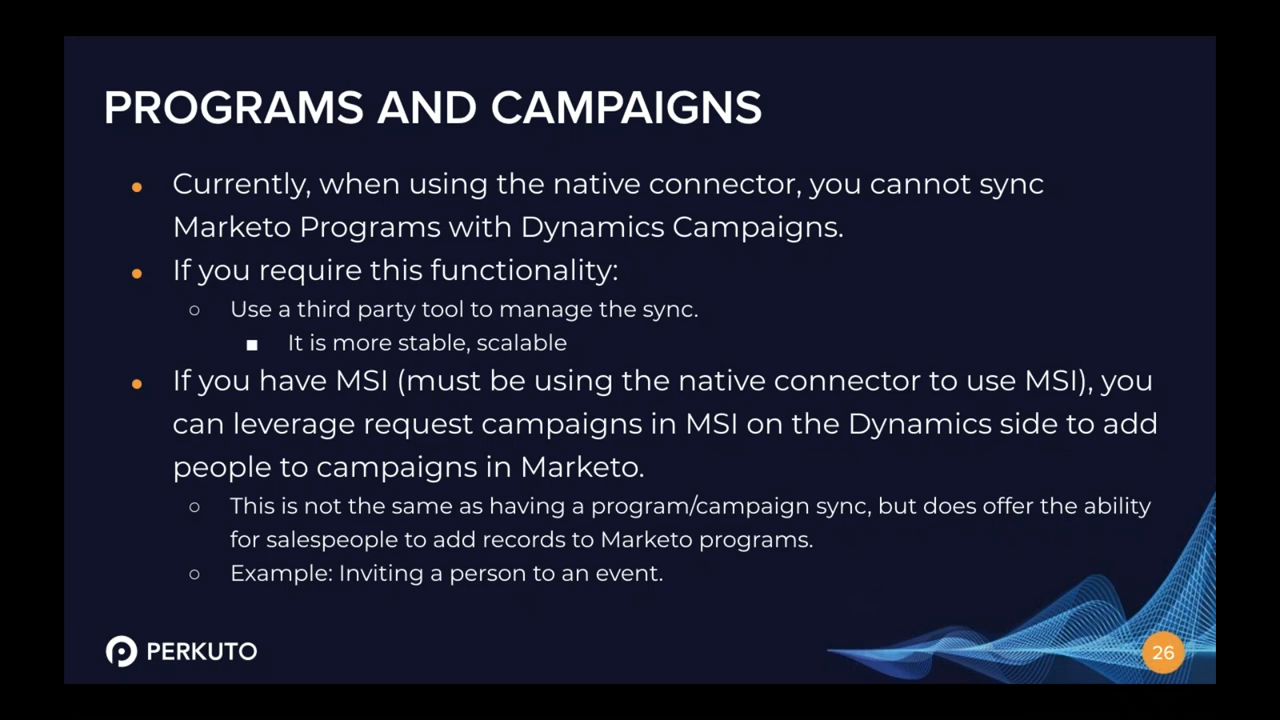 PROGRAMS AND CAMPAIGNS
● Currently, when using the native connector, you cannot sync
Marketo Programs with Dynamics Campaigns.
● If you require this functionality:
○ Use a third party tool to manage the sync.
■ It is more stable, scalable
● If you have MSI (must be using the native connector to use MSI), you
can leverage request campaigns in MSI on the Dynamics side to add
people to campaigns in Marketo.
○ This is not the same as having a program/campaign sync, but does offer the ability
for salespeople to add records to Marketo programs.
○ Example: Inviting a person to an event.
PERKUTO
26